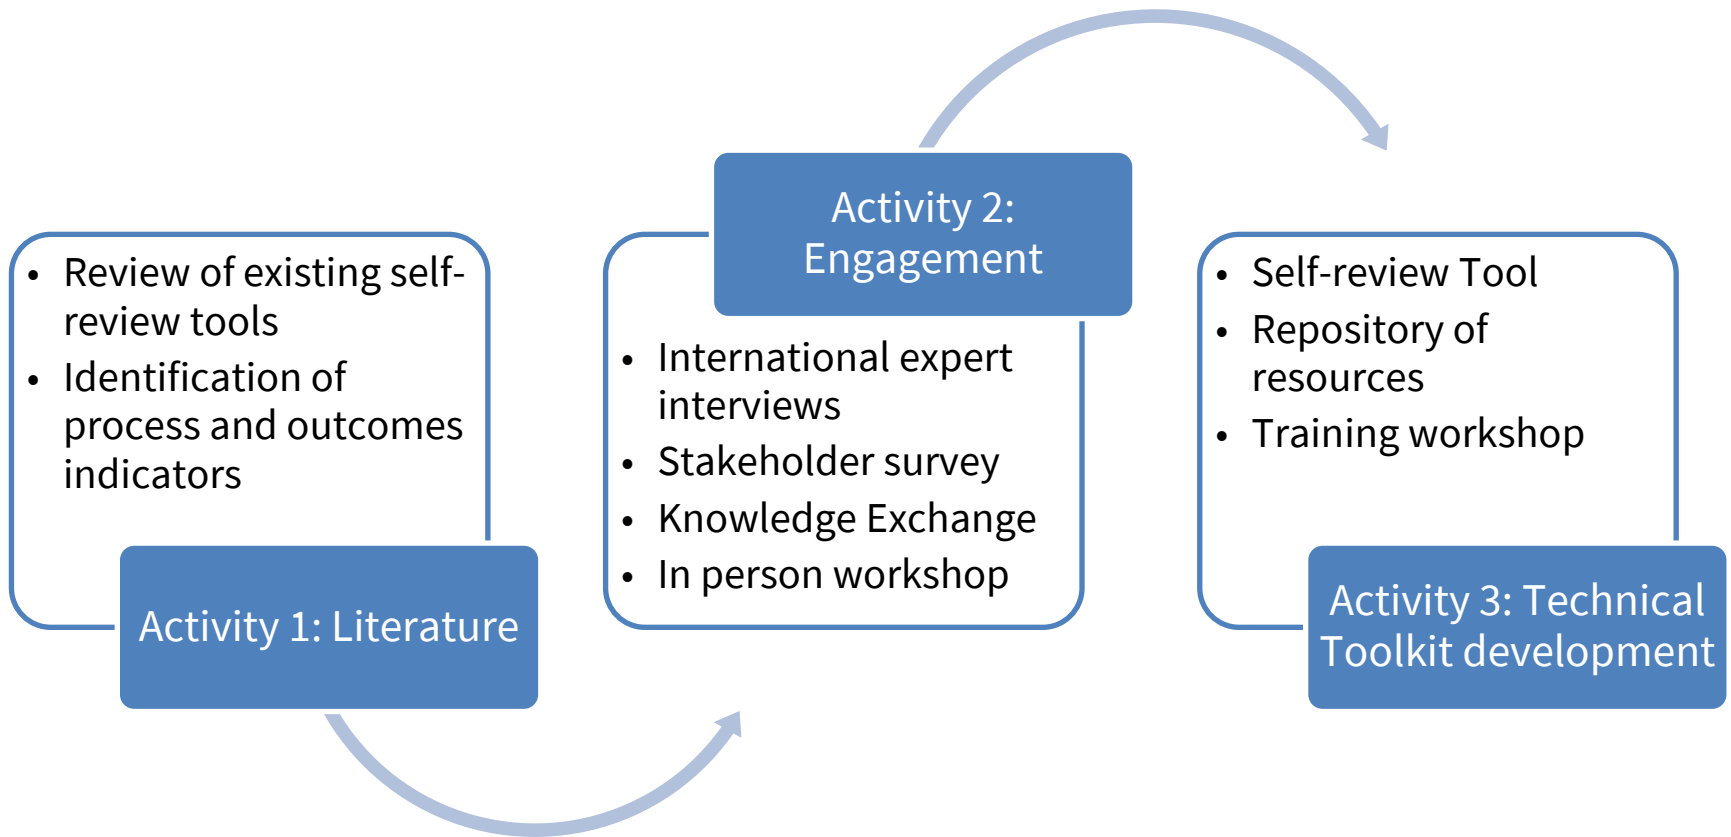 • Review of existing self-
review tools
• Identification of
process and outcomes
indicators
Activity 1: Literature
Activity 2:
Engagement
• International expert
interviews
• Stakeholder survey
• Knowledge Exchange
• In person workshop
• Self-review Tool
• Repository of
resources
• Training workshop
Activity 3: Technical
Toolkit development